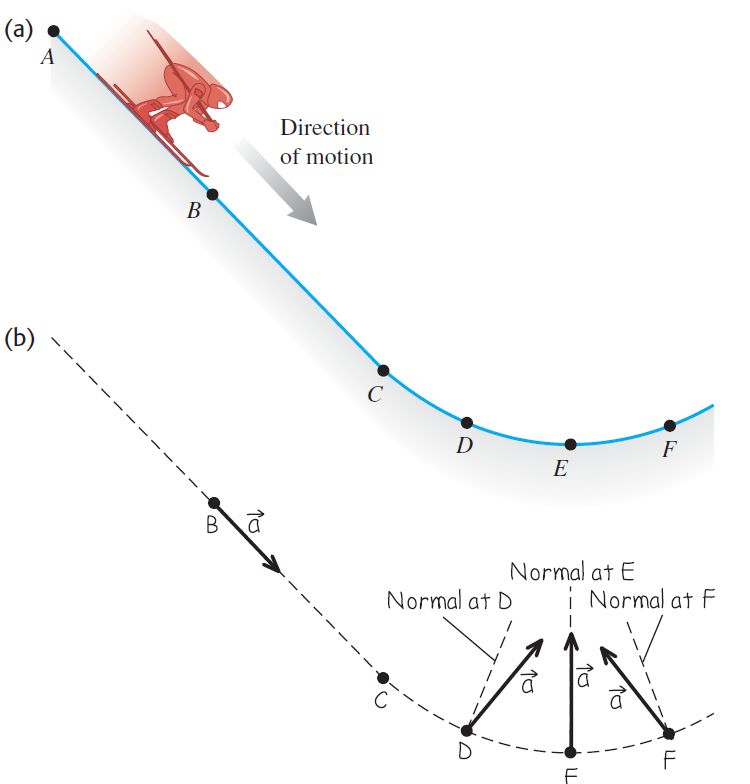 (a)
A
Direction
of motion
B
C
D
E
F
(b)
B
a
Normal at E
Normal at D
Normal at F
a
a
a
C
D
E
F